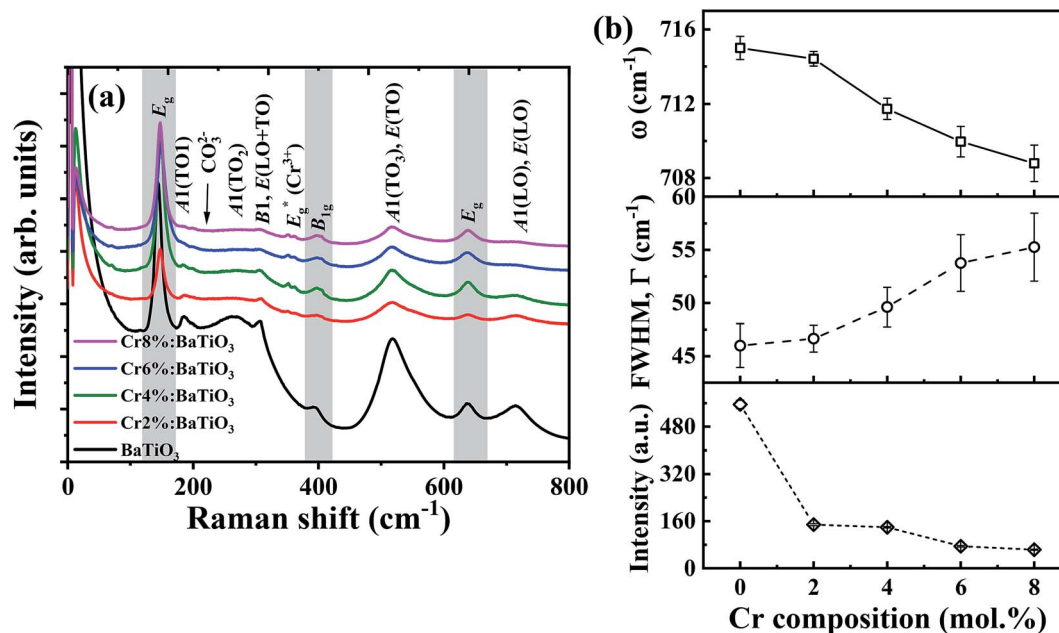 (a)
Intensity (arb. units)
E_g
A1(TO1)
CO₃²⁻
A1(TO₂)
B1, E(LO+TO)
E_g* (Cr³⁺)
B₁g
A1(TO₃), E(TO)
E_g
A1(LO), E(LO)
Cr8%:BaTiO₃
Cr6%:BaTiO₃
Cr4%:BaTiO₃
Cr2%:BaTiO₃
BaTiO₃
0 200 400 600 800
Raman shift (cm⁻¹)
(b)
716
712
708
ω (cm⁻¹)
60
55
50
45
FWHM, Γ (cm⁻¹)
480
320
160
0
Intensity (a.u.)
0 2 4 6 8
Cr composition (mol.%)